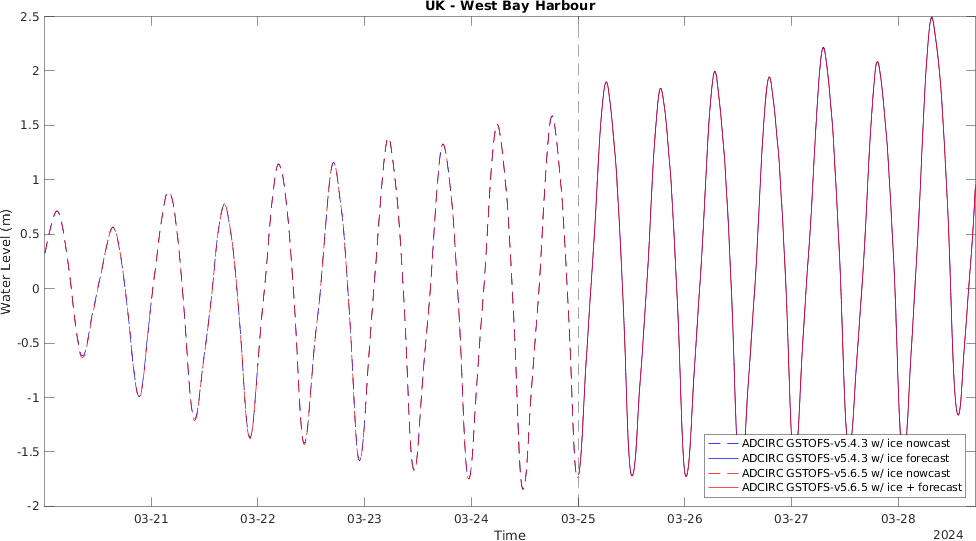 UK - West Bay Harbour
2.5
2
1.5
1
0.5
0
-0.5
-1
-1.5
-2
Water Level (m)
ADCIRC GSTOFS-v5.4.3 w/ ice nowcast
ADCIRC GSTOFS-v5.4.3 w/ ice forecast
ADCIRC GSTOFS-v5.6.5 w/ ice nowcast
ADCIRC GSTOFS-v5.6.5 w/ ice + forecast
03-21 03-22 03-23 03-24 03-25 03-26 03-27 03-28
Time
2024